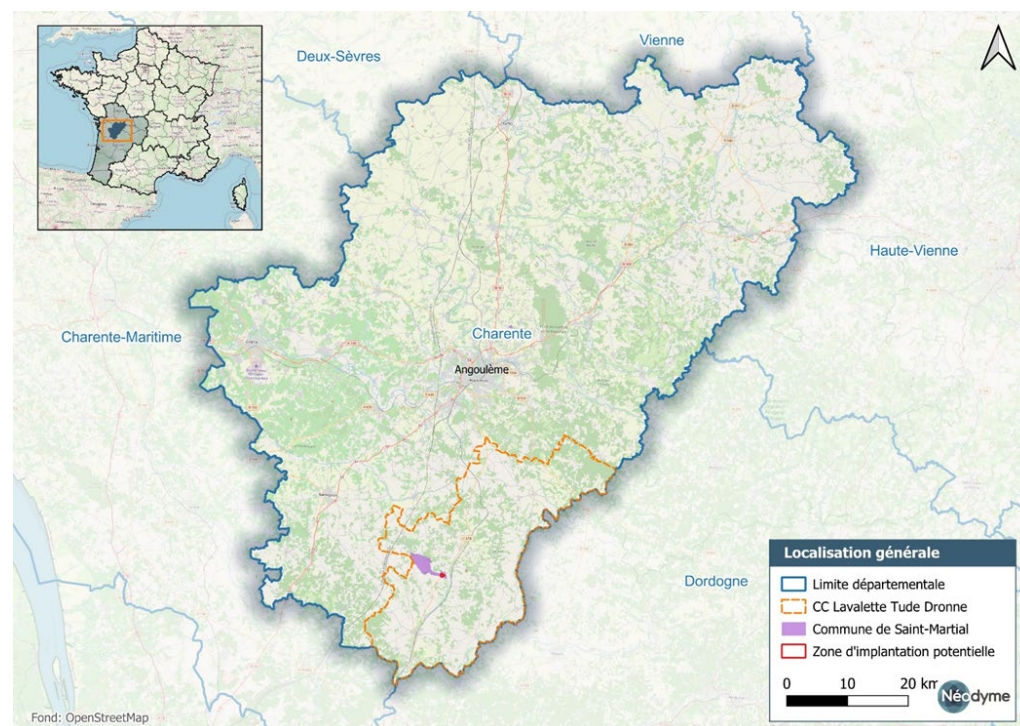 Deux-Sèvres
Vienne
Haute-Vienne
Charente-Maritime
Charente
Angoulême
Dordogne
Localisation générale
Limite départementale
CC Lavalette Tude Dronne
Commune de Saint-Martial
Zone d'implantation potentielle
0 10 20 km
Néodyme
Fond: OpenStreetMap